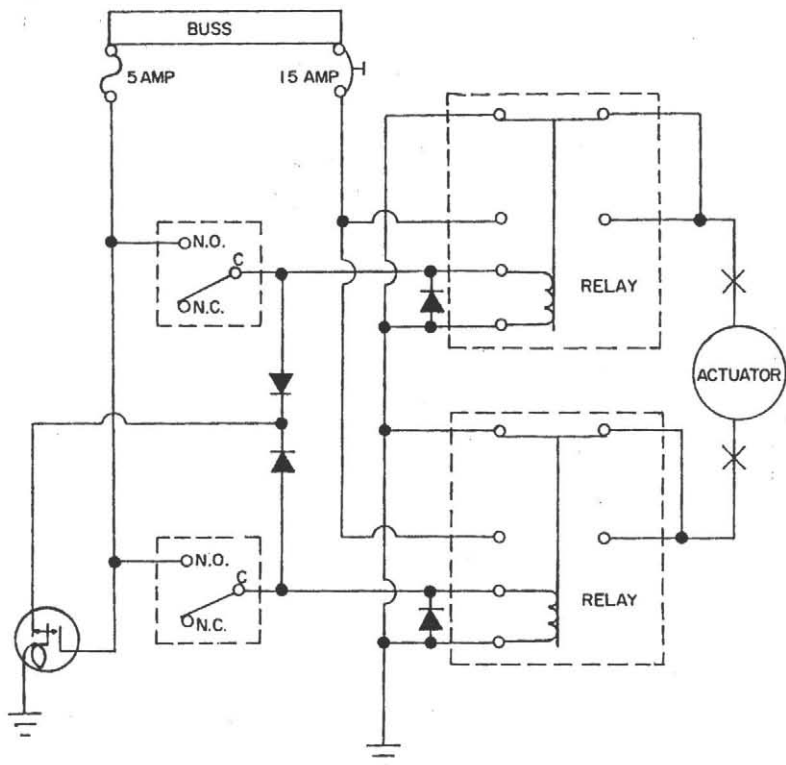 BUSS
5 AMP
15 AMP
N.O.
C
N.C.
RELAY
ACTUATOR
N.O.
C
N.C.
RELAY